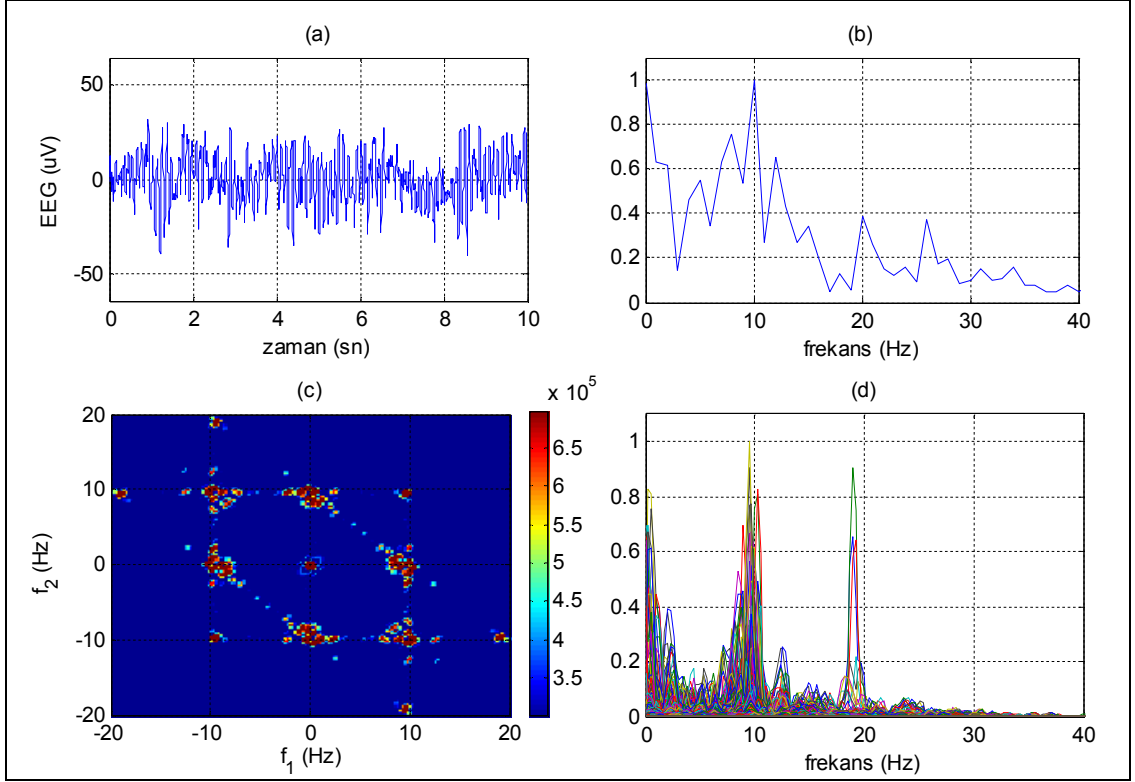 (a)
50
0
-50
EEG (uV)
0 2 4 6 8 10
zaman (sn)
(b)
1
0.8
0.6
0.4
0.2
0
0 10 20 30 40
frekans (Hz)
(c)
20
10
0
-10
-20
f_2 (Hz)
-20 -10 0 10 20
f_1 (Hz)
x 10^5
6.5
6
5.5
5
4.5
4
3.5
(d)
1
0.8
0.6
0.4
0.2
0
0 10 20 30 40
frekans (Hz)